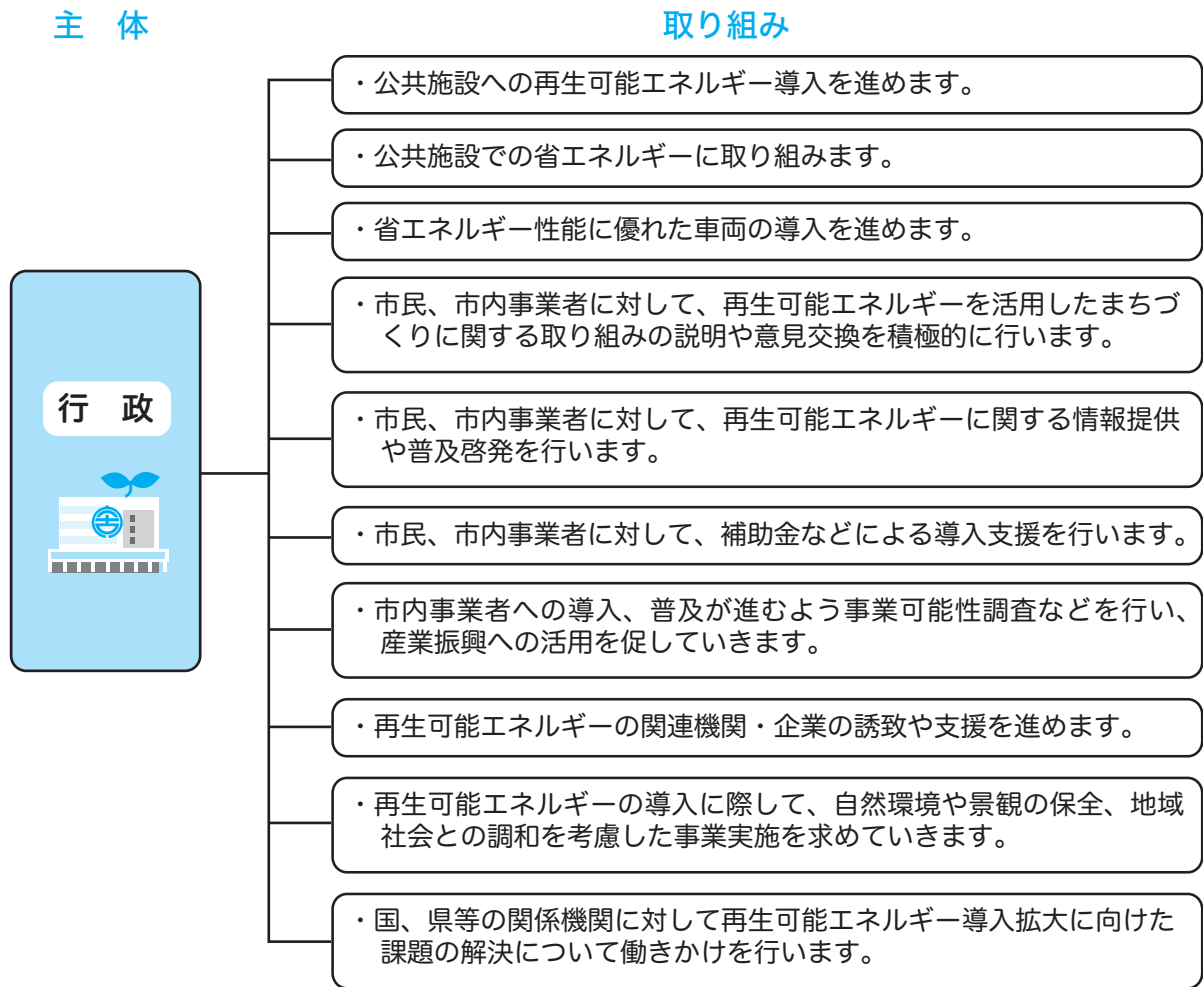 主　体
取り組み
・公共施設への再生可能エネルギー導入を進めます。
・公共施設での省エネルギーに取り組みます。
・省エネルギー性能に優れた車両の導入を進めます。
・市民、市内事業者に対して、再生可能エネルギーを活用したまちづ
くりに関する取り組みの説明や意見交換を積極的に行います。
行　政
・市民、市内事業者に対して、再生可能エネルギーに関する情報提供
や普及啓発を行います。
・市民、市内事業者に対して、補助金などによる導入支援を行います。
・市内事業者への導入、普及が進むよう事業可能性調査などを行い、
産業振興への活用を促していきます。
・再生可能エネルギーの関連機関・企業の誘致や支援を進めます。
・再生可能エネルギーの導入に際して、自然環境や景観の保全、地域
社会との調和を考慮した事業実施を求めていきます。
・国、県等の関係機関に対して再生可能エネルギー導入拡大に向けた
課題の解決について働きかけを行います。